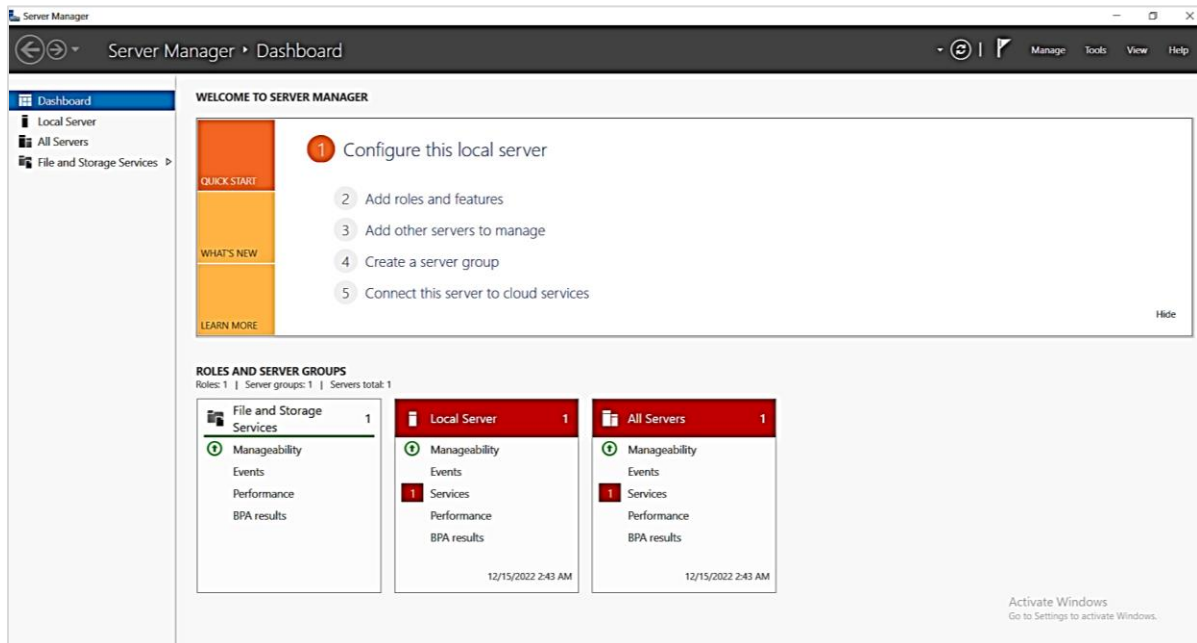 Server Manager
Server Manager • Dashboard
Manage Tools View Help
Dashboard
Local Server
All Servers
File and Storage Services
WELCOME TO SERVER MANAGER
QUICK START
WHAT'S NEW
LEARN MORE
1 Configure this local server
2 Add roles and features
3 Add other servers to manage
4 Create a server group
5 Connect this server to cloud services
Hide
ROLES AND SERVER GROUPS
Roles: 1 | Server groups: 1 | Servers total: 1
File and Storage
Services 1
Manageability
Events
Performance
BPA results
Local Server 1
Manageability
Events
1 Services
Performance
BPA results
12/15/2022 2:43 AM
All Servers 1
Manageability
Events
1 Services
Performance
BPA results
12/15/2022 2:43 AM
Activate Windows
Go to Settings to activate Windows.